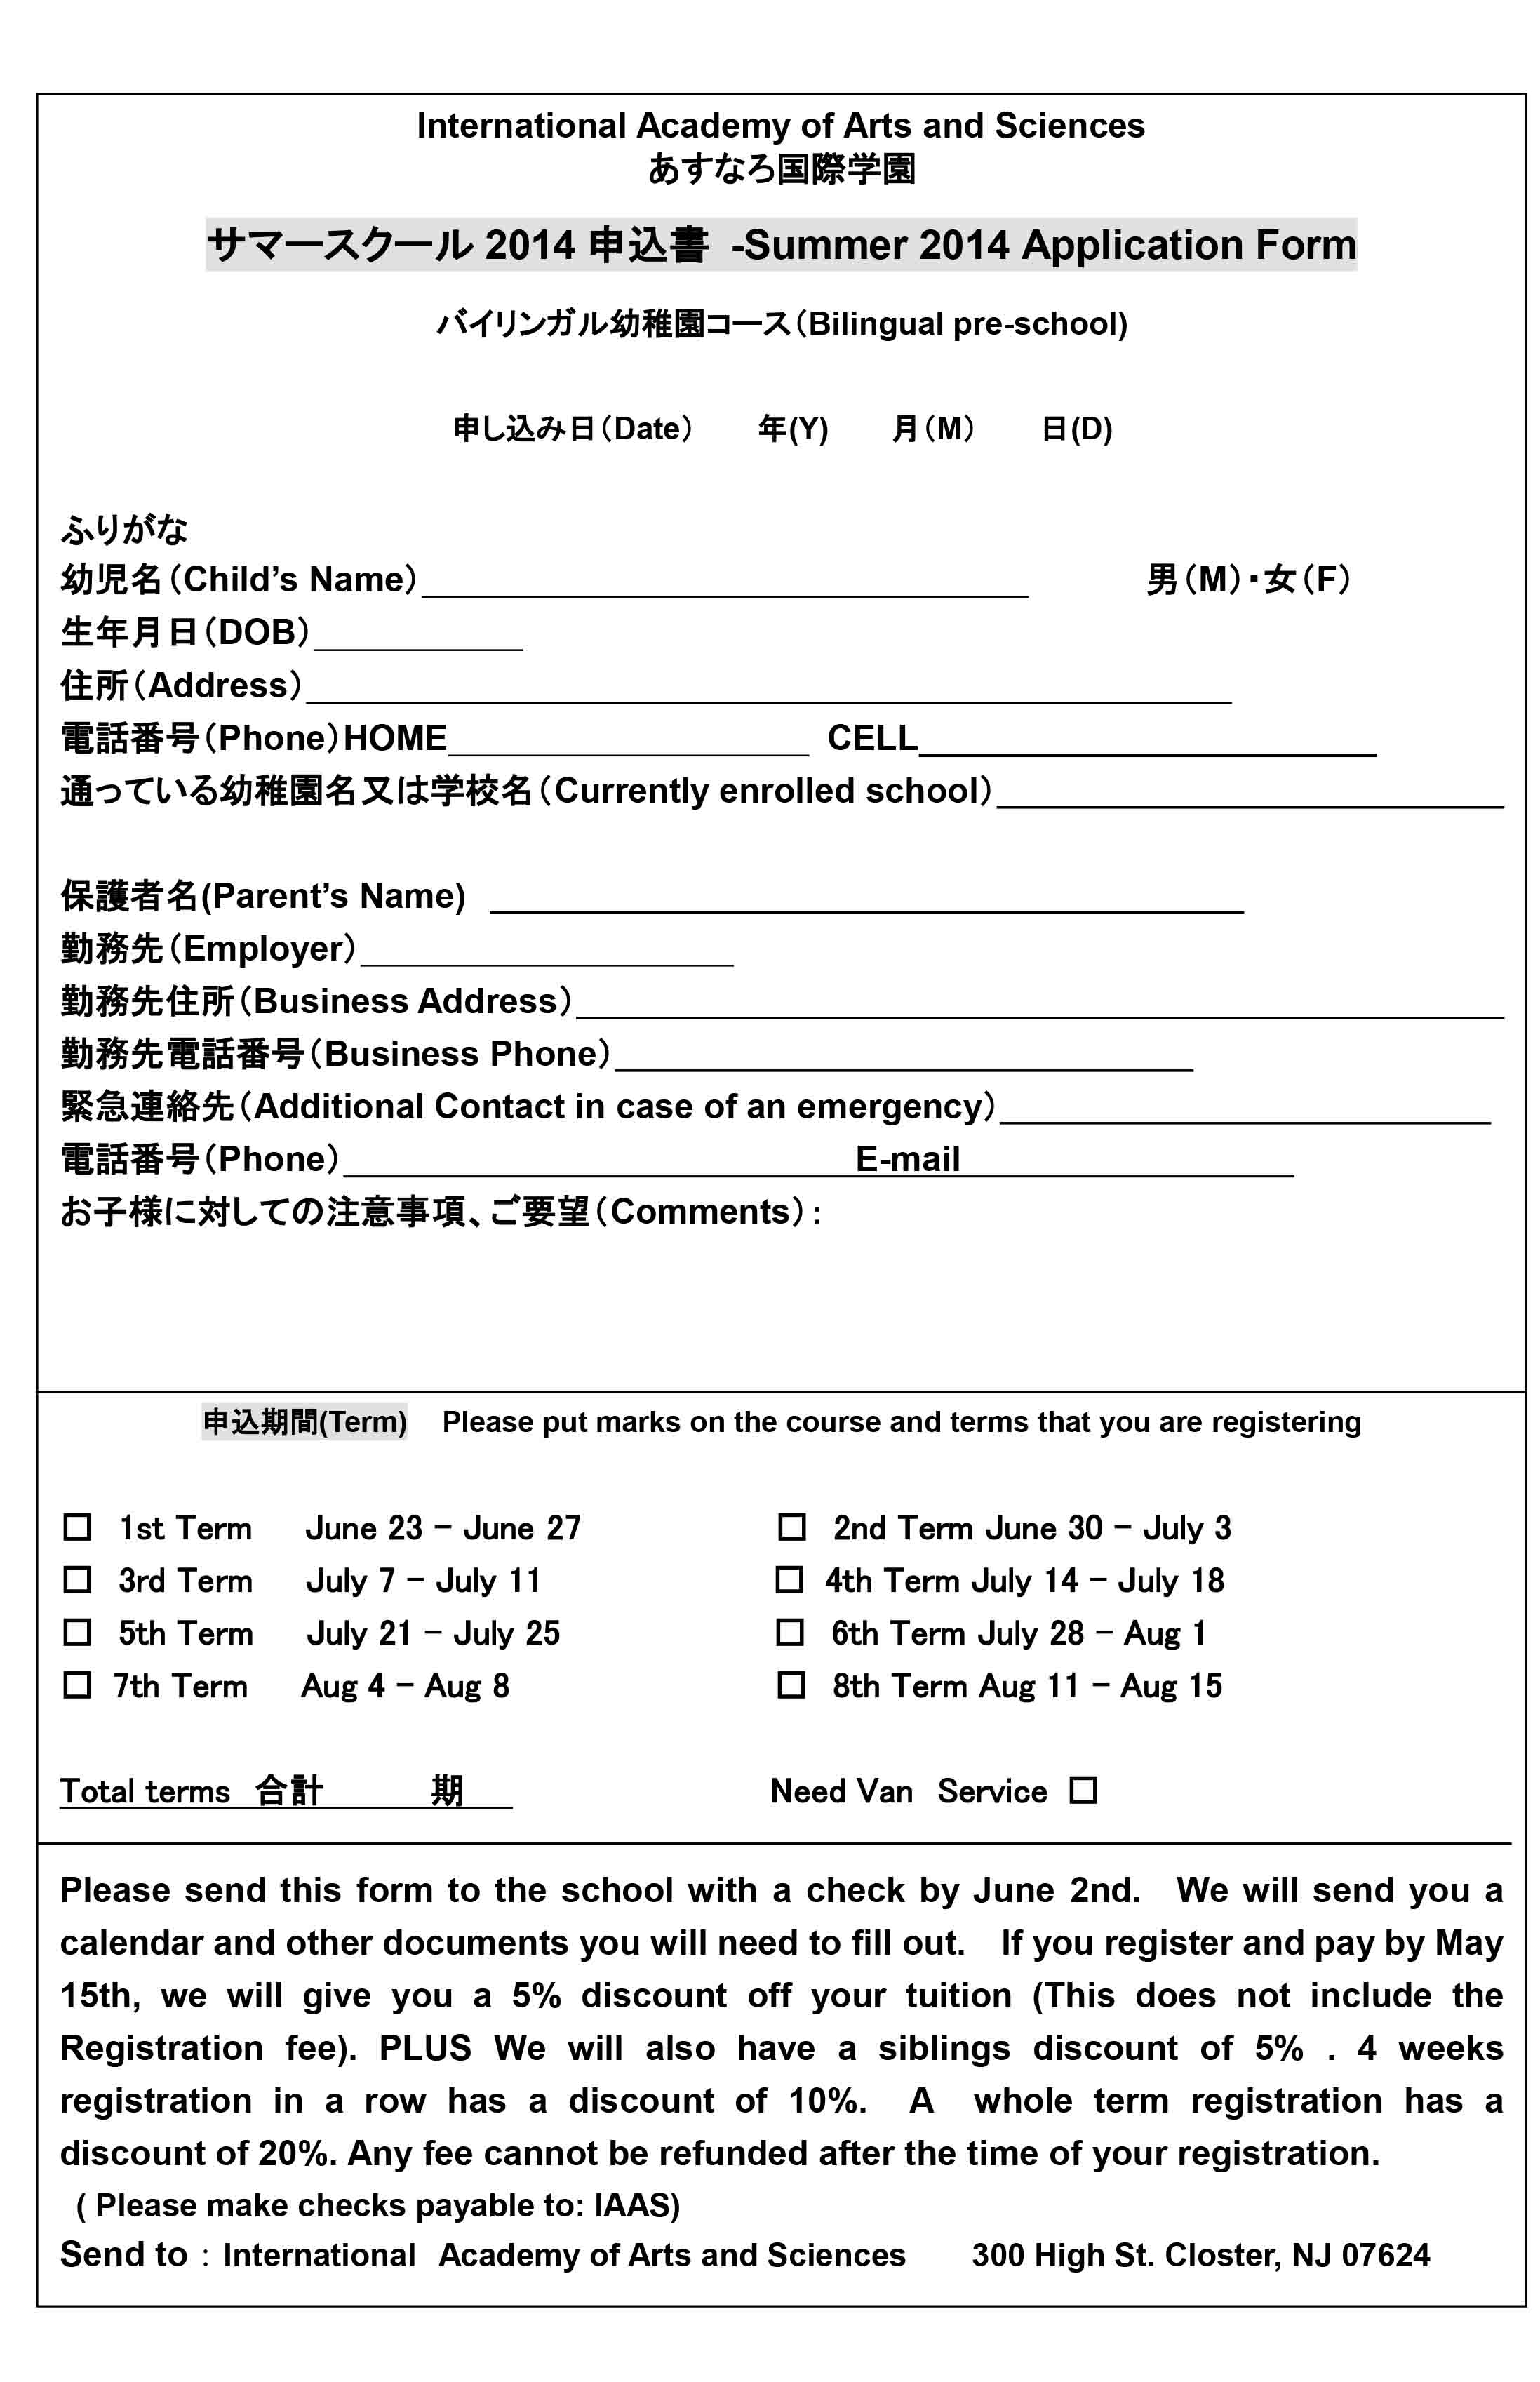 International Academy of Arts and Sciences
あすなろ国際学園
サマースクール 2014 申込書 -Summer 2014 Application Form
バイリンガル幼稚園コース（Bilingual pre-school)
申し込み日（Date） 年(Y) 月（M） 日(D)
ふりがな
幼児名（Child’s Name） 男（M）・女（F）
生年月日（DOB）
住所（Address）
電話番号（Phone）HOME CELL
通っている幼稚園名又は学校名（Currently enrolled school）
保護者名(Parent’s Name)
勤務先（Employer）
勤務先住所（Business Address）
勤務先電話番号（Business Phone）
緊急連絡先（Additional Contact in case of an emergency）
電話番号（Phone） E-mail
お子様に対しての注意事項、ご要望（Comments）：
申込期間(Term) Please put marks on the course and terms that you are registering
□ 1st Term June 23 – June 27 □ 2nd Term June 30 – July 3
□ 3rd Term July 7 – July 11 □ 4th Term July 14 – July 18
□ 5th Term July 21 – July 25 □ 6th Term July 28 – Aug 1
□ 7th Term Aug 4 – Aug 8 □ 8th Term Aug 11 – Aug 15
Total terms 合計 期 Need Van Service □
Please send this form to the school with a check by June 2nd. We will send you a
calendar and other documents you will need to fill out. If you register and pay by May
15th, we will give you a 5% discount off your tuition (This does not include the
Registration fee). PLUS We will also have a siblings discount of 5% . 4 weeks
registration in a row has a discount of 10%. A whole term registration has a
discount of 20%. Any fee cannot be refunded after the time of your registration.
( Please make checks payable to: IAAS)
Send to : International Academy of Arts and Sciences 300 High St. Closter, NJ 07624